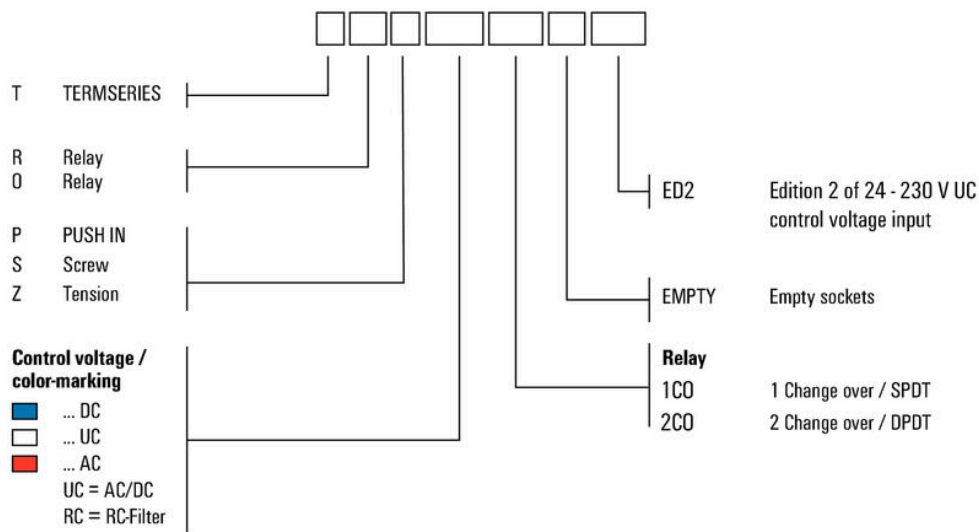 T TERMSERIES
R Relay
O Relay
P PUSH IN
S Screw
Z Tension
Control voltage /
color-marking
... DC
... UC
... AC
UC = AC/DC
RC = RC-Filter
ED2 Edition 2 of 24 - 230 V UC
control voltage input
EMPTY Empty sockets
Relay
1CO 1 Change over / SPDT
2CO 2 Change over / DPDT